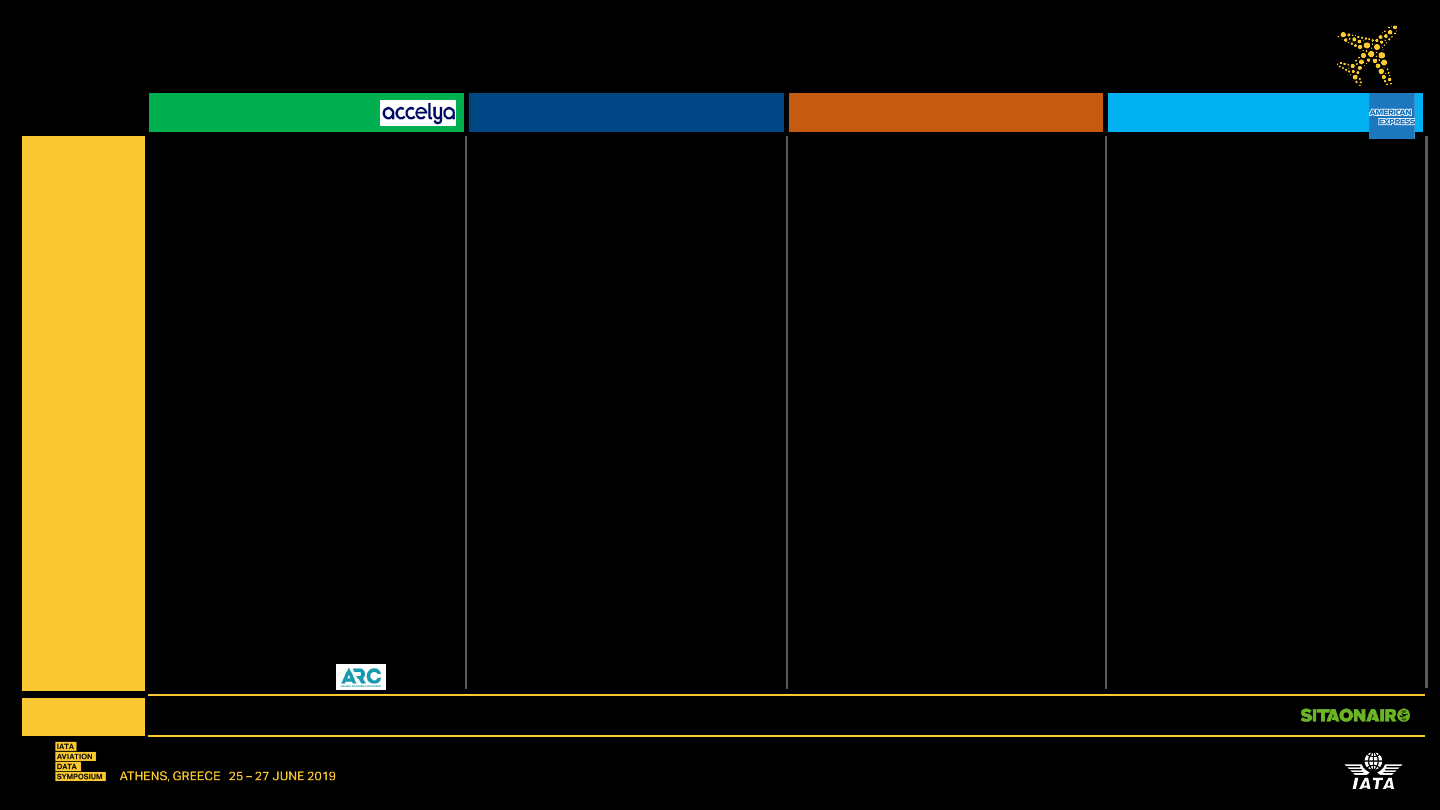 accelya
AMERICAN
EXPRESS
ARC
SITAONAIR
IATA
AVIATION
DATA
SYMPOSIUM
ATHENS, GREECE 25 – 27 JUNE 2019
IATA